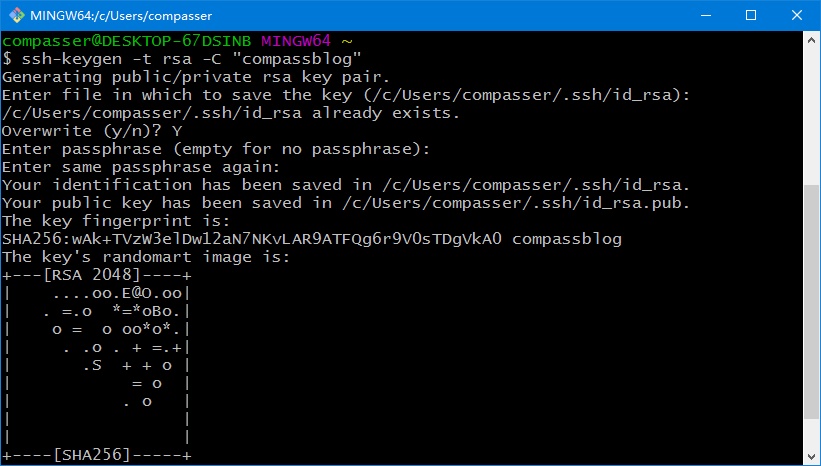 MINGW64:/c/Users/compasser
compasser@DESKTOP-67DSINB MINGW64 ~
$ ssh-keygen -t rsa -C "compassblog"
Generating public/private rsa key pair.
Enter file in which to save the key (/c/Users/compasser/.ssh/id_rsa):
/c/Users/compasser/.ssh/id_rsa already exists.
Overwrite (y/n)? Y
Enter passphrase (empty for no passphrase):
Enter same passphrase again:
Your identification has been saved in /c/Users/compasser/.ssh/id_rsa.
Your public key has been saved in /c/Users/compasser/.ssh/id_rsa.pub.
The key fingerprint is:
SHA256:wAk+TVzW3elDw12aN7NKvLAR9ATFQg6r9V0sTDgVkA0 compassblog
The key's randomart image is:
+---[RSA 2048]----+
|    ....oo.E@O.oo|
|   . =.o  *=*oBo.|
|    o =  o oo*o*.|
|     . .o . + =.+|
|       .S  + + o |
|            = o  |
|           . o   |
|                 |
|                 |
+----[SHA256]-----+